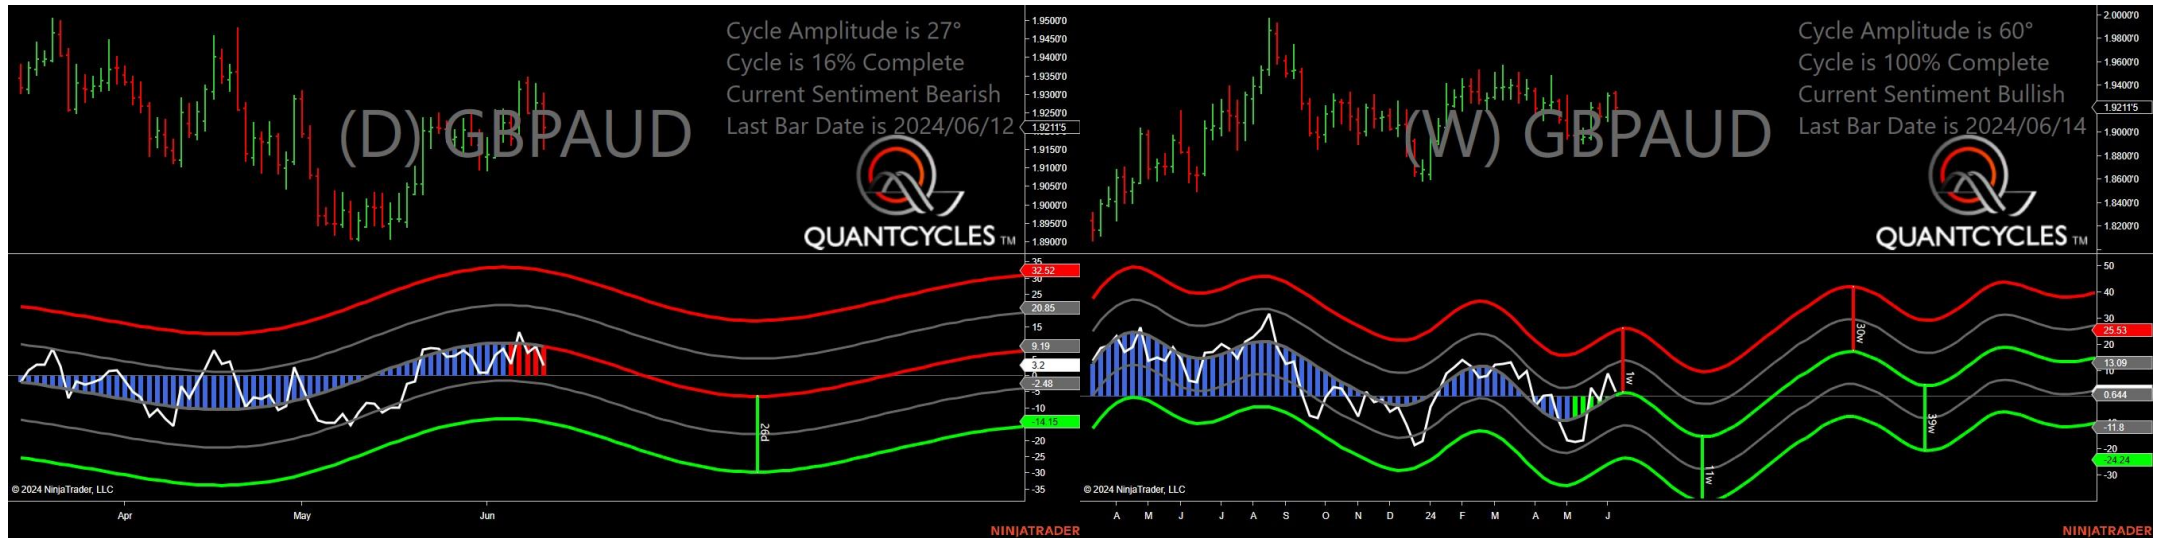 Cycle Amplitude is 27°
Cycle is 16% Complete
Current Sentiment Bearish
Last Bar Date is 2024/06/12
(D) GBPAUD
QUANTCYCLES TM
1.9500'0
1.9450'0
1.9400'0
1.9350'0
1.9300'0
1.9250'0
1.9211'5
1.9150'0
1.9100'0
1.9050'0
1.9000'0
1.8950'0
1.8900'0
35
32.52
30
25
20.85
15
9.19
3.2
-2.48
-5
-10
-14.15
-20
-25
-30
-35
26d
© 2024 NinjaTrader, LLC
Apr May Jun
NINJATRADER
Cycle Amplitude is 60°
Cycle is 100% Complete
Current Sentiment Bullish
Last Bar Date is 2024/06/14
(W) GBPAUD
QUANTCYCLES TM
2.0000'0
1.9800'0
1.9600'0
1.9400'0
1.9211'5
1.9000'0
1.8800'0
1.8600'0
1.8400'0
1.8200'0
50
40
30
25.53
20
13.09
10
0.644
-11.8
-20
-24.24
-30
1w
11w
30w
39w
© 2024 NinjaTrader, LLC
A M J J A S O N D 24 F M A M J
NINJATRADER